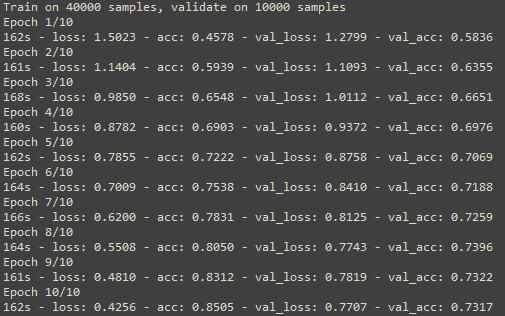 Train on 40000 samples, validate on 10000 samples
Epoch 1/10
162s - loss: 1.5023 - acc: 0.4578 - val_loss: 1.2799 - val_acc: 0.5836
Epoch 2/10
161s - loss: 1.1404 - acc: 0.5939 - val_loss: 1.1093 - val_acc: 0.6355
Epoch 3/10
168s - loss: 0.9850 - acc: 0.6548 - val_loss: 1.0112 - val_acc: 0.6651
Epoch 4/10
160s - loss: 0.8782 - acc: 0.6903 - val_loss: 0.9372 - val_acc: 0.6976
Epoch 5/10
162s - loss: 0.7855 - acc: 0.7222 - val_loss: 0.8758 - val_acc: 0.7069
Epoch 6/10
164s - loss: 0.7009 - acc: 0.7538 - val_loss: 0.8410 - val_acc: 0.7188
Epoch 7/10
166s - loss: 0.6200 - acc: 0.7831 - val_loss: 0.8125 - val_acc: 0.7259
Epoch 8/10
164s - loss: 0.5508 - acc: 0.8050 - val_loss: 0.7743 - val_acc: 0.7396
Epoch 9/10
161s - loss: 0.4810 - acc: 0.8312 - val_loss: 0.7819 - val_acc: 0.7322
Epoch 10/10
162s - loss: 0.4256 - acc: 0.8505 - val_loss: 0.7707 - val_acc: 0.7317